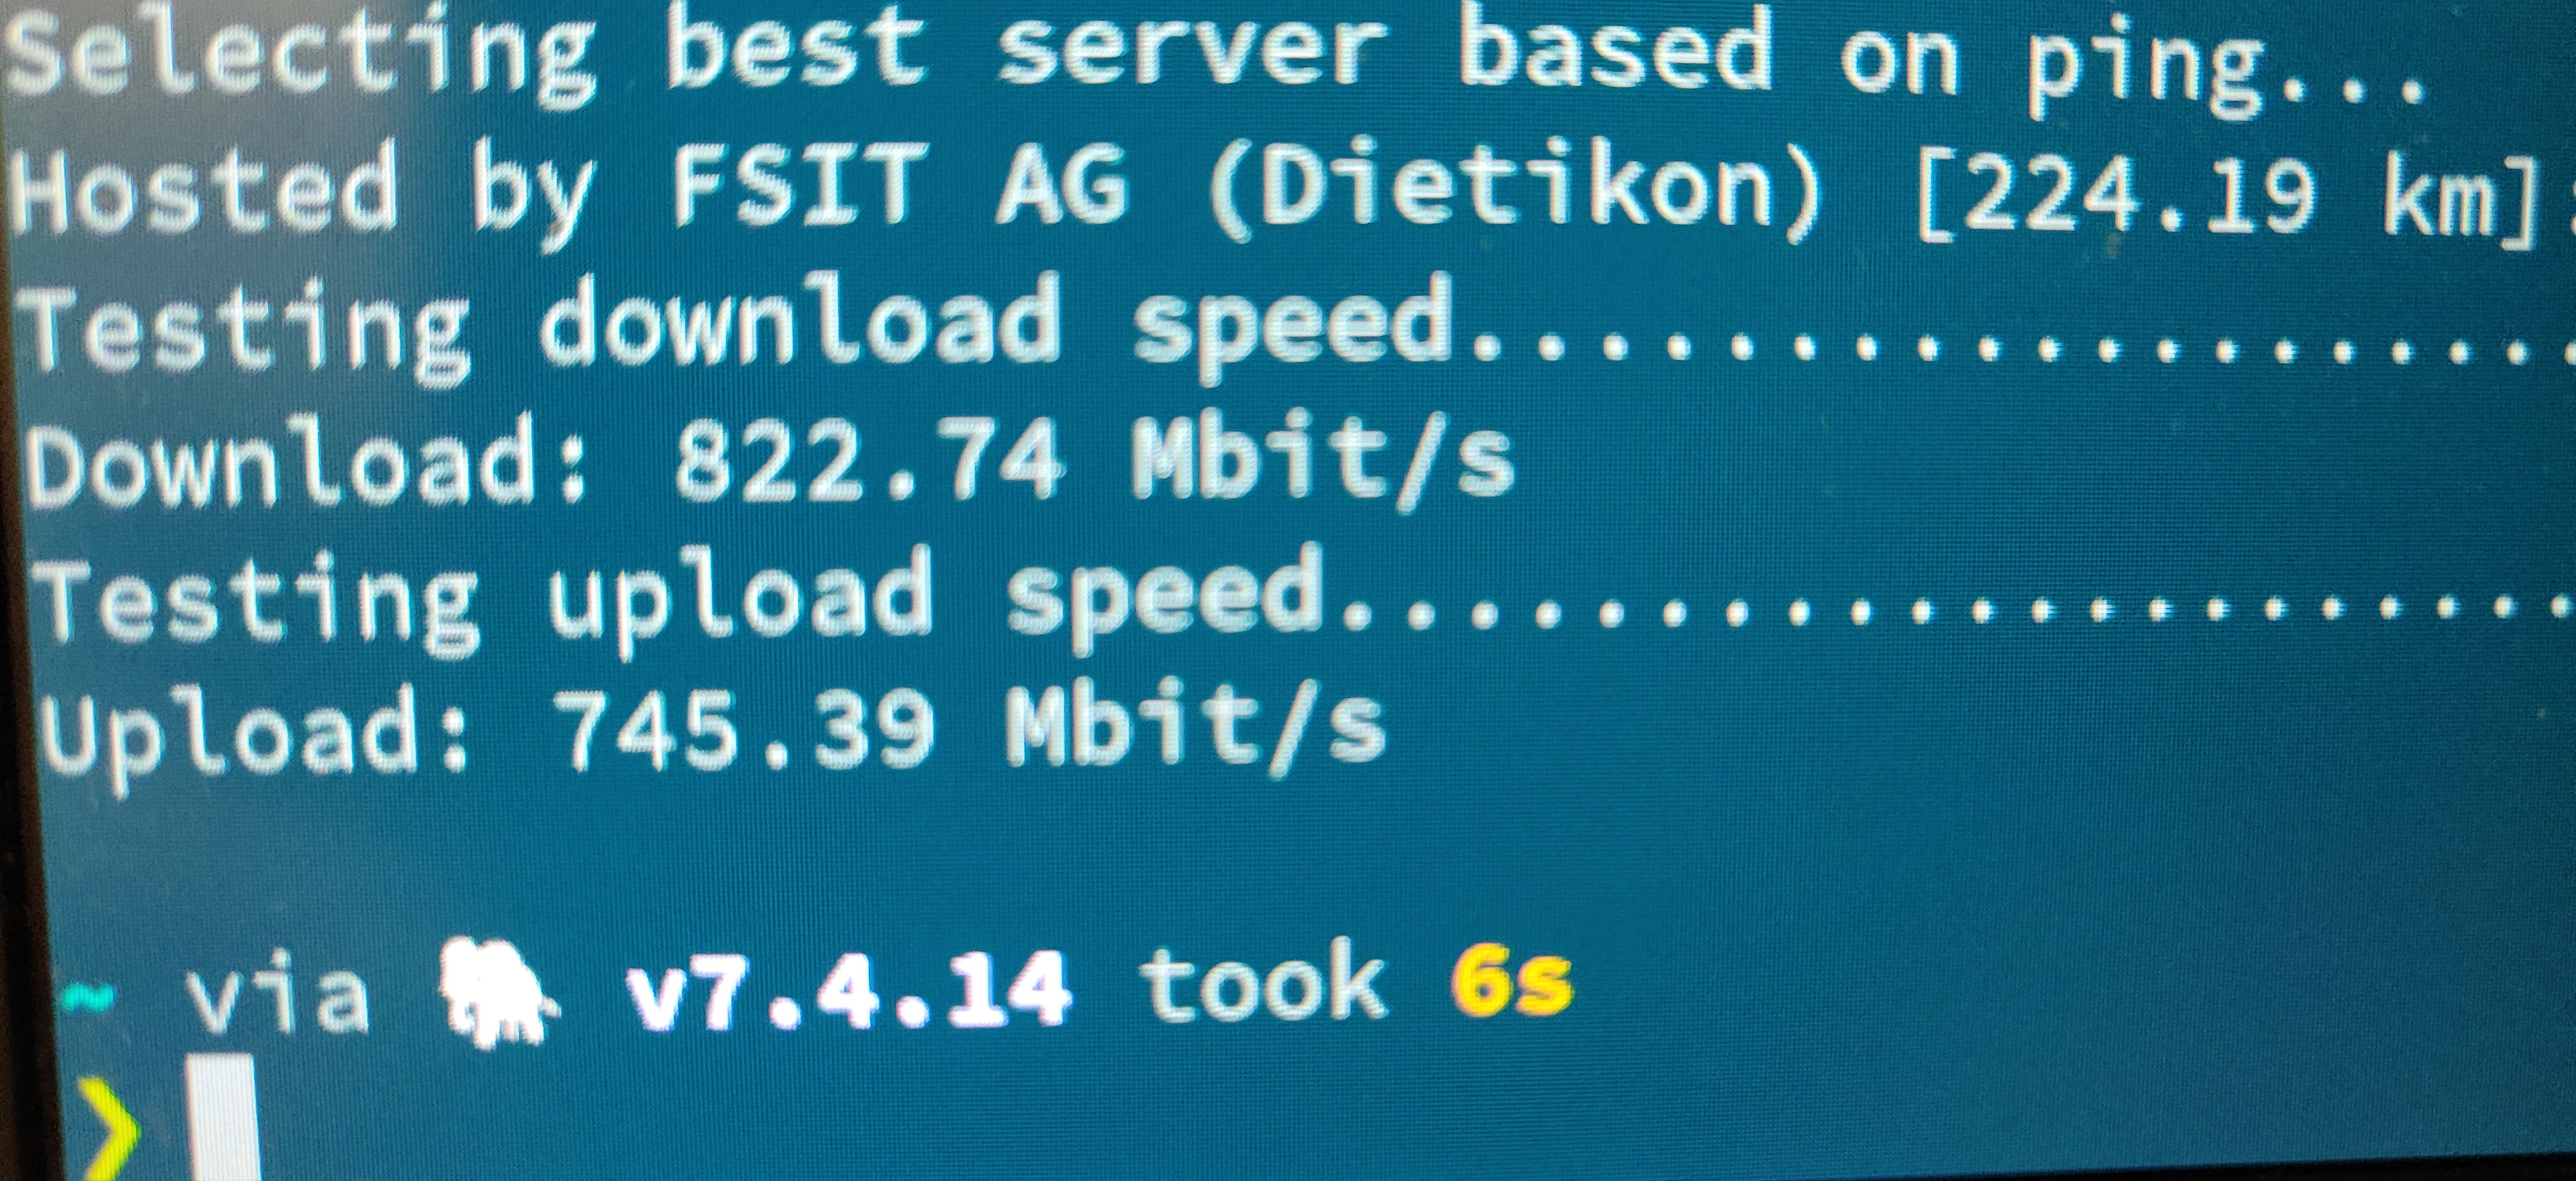 Selecting best server based on ping...
Hosted by FSIT AG (Dietikon) [224.19 km]:
Testing download speed...................
Download: 822.74 Mbit/s
Testing upload speed.....................
Upload: 745.39 Mbit/s
~ via 🐘 v7.4.14 took 6s
❯